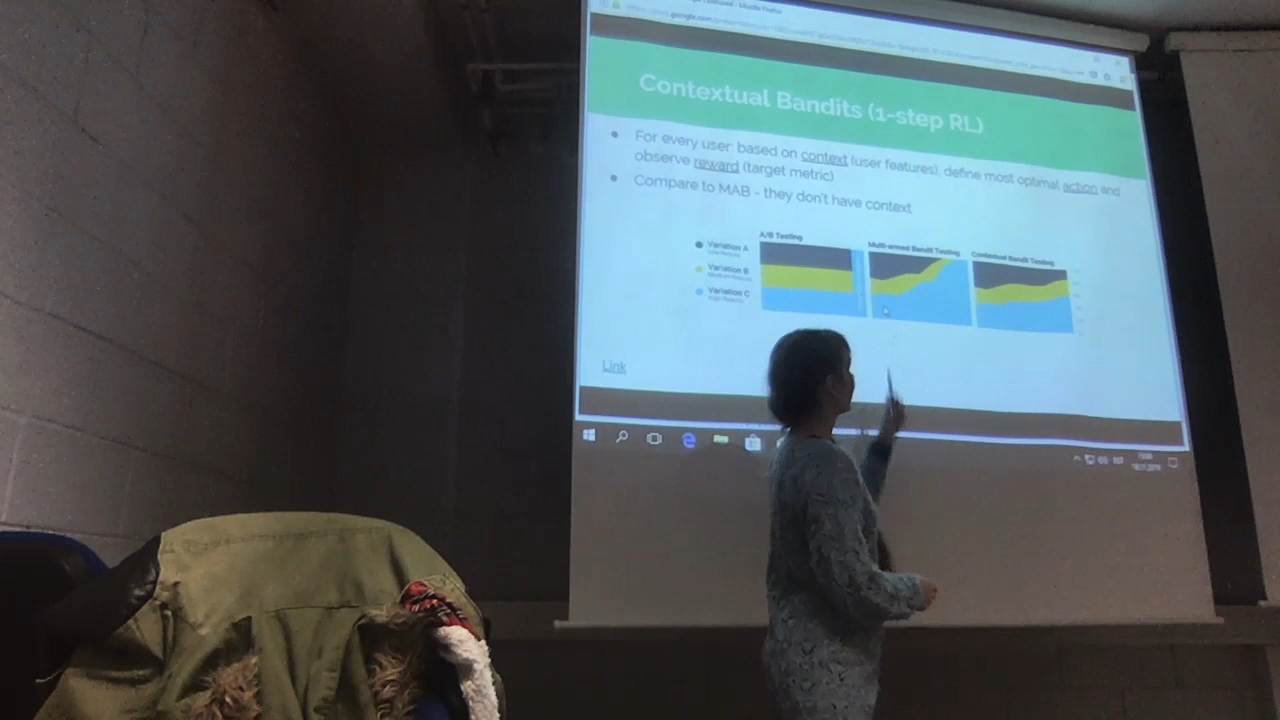 Mozilla Firefox
Contextual Bandits (1-step RL)
For every user: based on context (user features), define most optimal action and
observe reward (target metric)
Compare to MAB - they don't have context
A/B Testing
Multi-armed Bandit Testing
Contextual Bandit Testing
Variation A
Variation B
Variation C
Link